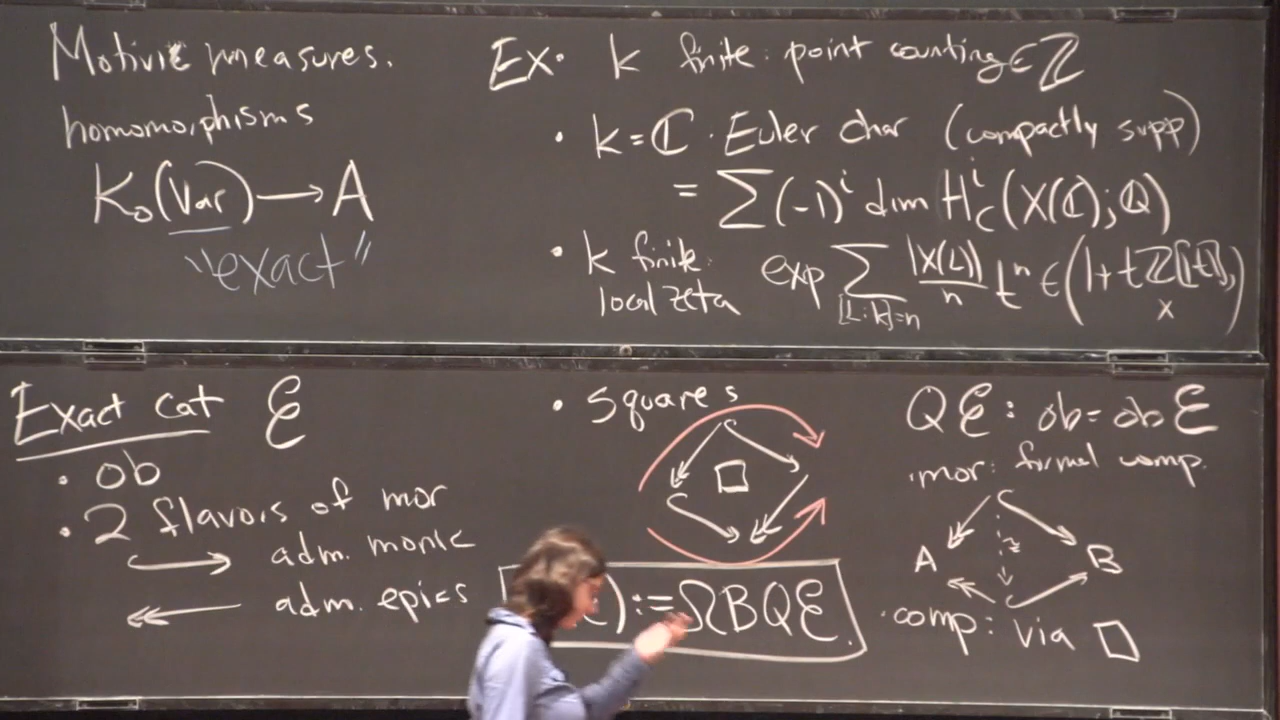 Motivic measures.
homomorphisms
K₀(Var) ⟶ A
"exact"
Ex: k finite: point counting ∈ ℤ
· k = ℂ · Euler char (compactly supp)
= ∑(-1)ⁱ dim Hᵢc(X(ℂ); ℚ)
· k finite:
local zeta
exp ∑_{[L:k]=n} |X(L)|/n tⁿ ∈ (1+tℤ[[t]], ×)
Exact cat ℰ
· ob
· 2 flavors of mor
↪ adm. monic
↞ adm. epics
· Squares
□
) := ΩBQℰ.
Qℰ: ob = ob ℰ
· mor: formal comp.
A B
≀
· comp: via □